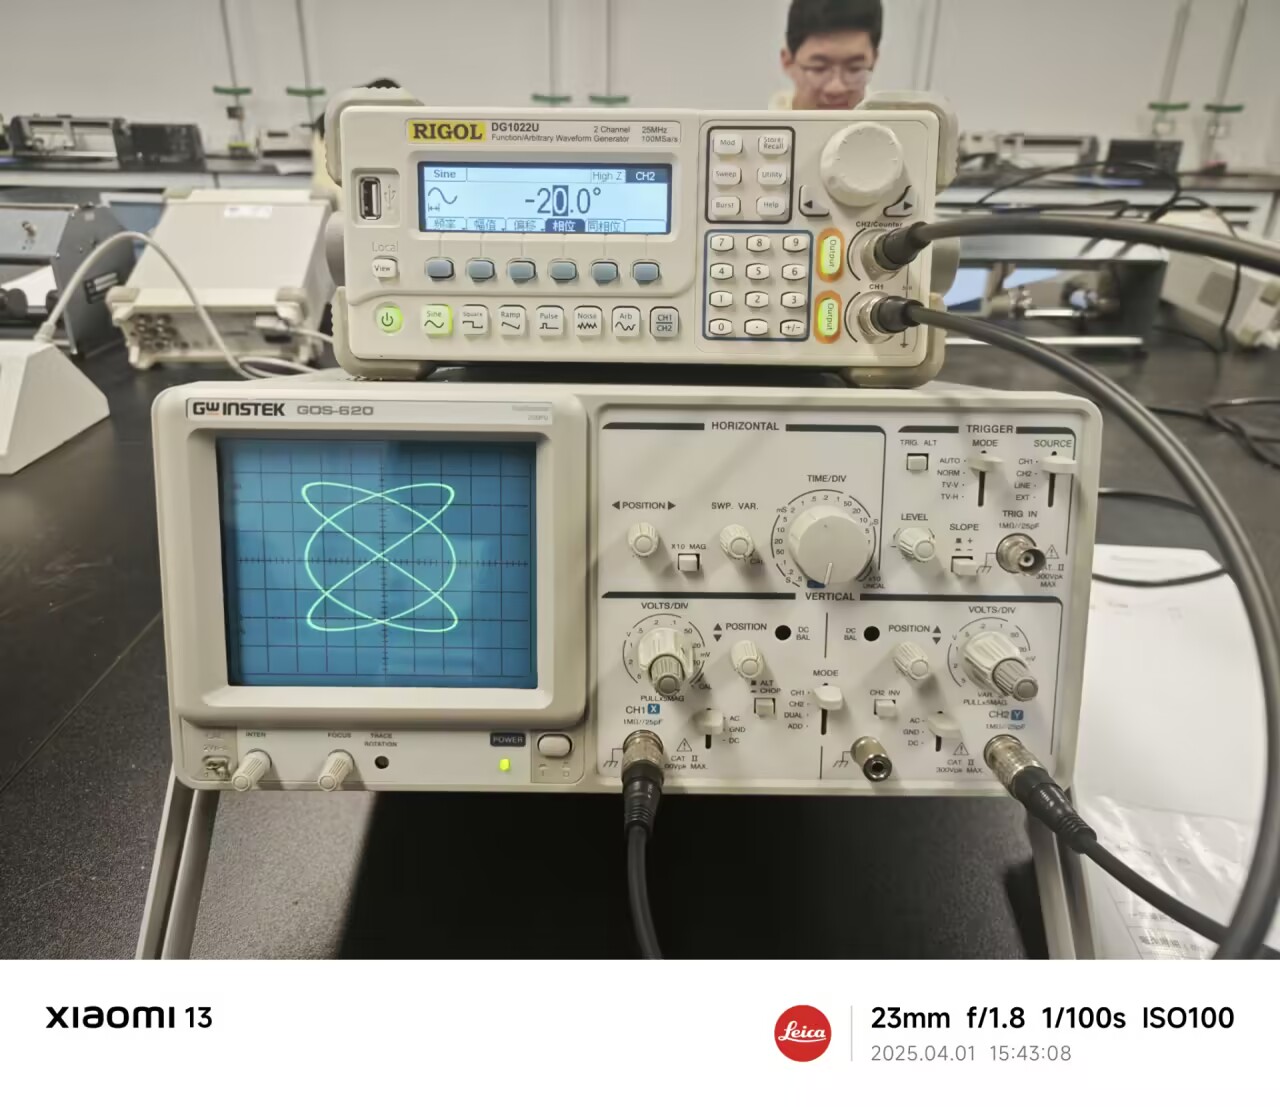 RIGOL DG1022U 2 Channel 25MHz
Function/Arbitrary Waveform Generator 100MSa/s
Sine High Z CH2
-20.0°
频率 幅值 偏移 相位 同相位
Local
View
Sine Square Ramp Pulse Noise Arb CH1 CH2
Mod Store/Recall
Sweep Utility
Burst Help
7 8 9
4 5 6
1 2 3
0 . +/-
CH2/Counter
Output
CH1
Output
GW INSTEK GOS-620
HORIZONTAL
◀POSITION▶
SWP. VAR.
TIME/DIV
X10 MAG
TRIGGER
TRIG. ALT
MODE
SOURCE
AUTO
NORM
TV-V
TV-H
CH1
CH2
LINE
EXT
LEVEL
SLOPE
TRIG IN
1MΩ//25pF
300Vpk
MAX
VERTICAL
VOLTS/DIV
▲▼ POSITION
DC BAL
DC BAL
POSITION ▲▼
VOLTS/DIV
MODE
CH1
CH2
DUAL
ADD
ALT
CHOP
CH2 INV
PULLx5MAG
CH1 X
1MΩ//25pF
AC
GND
DC
CAT II
VAR.
PULLx5MAG
CH2 Y
1MΩ//25pF
AC
GND
DC
CAT. II
300Vpk MAX.
INTER
FOCUS
TRACE ROTATION
POWER
xiaomi 13
Leica
23mm f/1.8 1/100s ISO100
2025.04.01 15:43:08